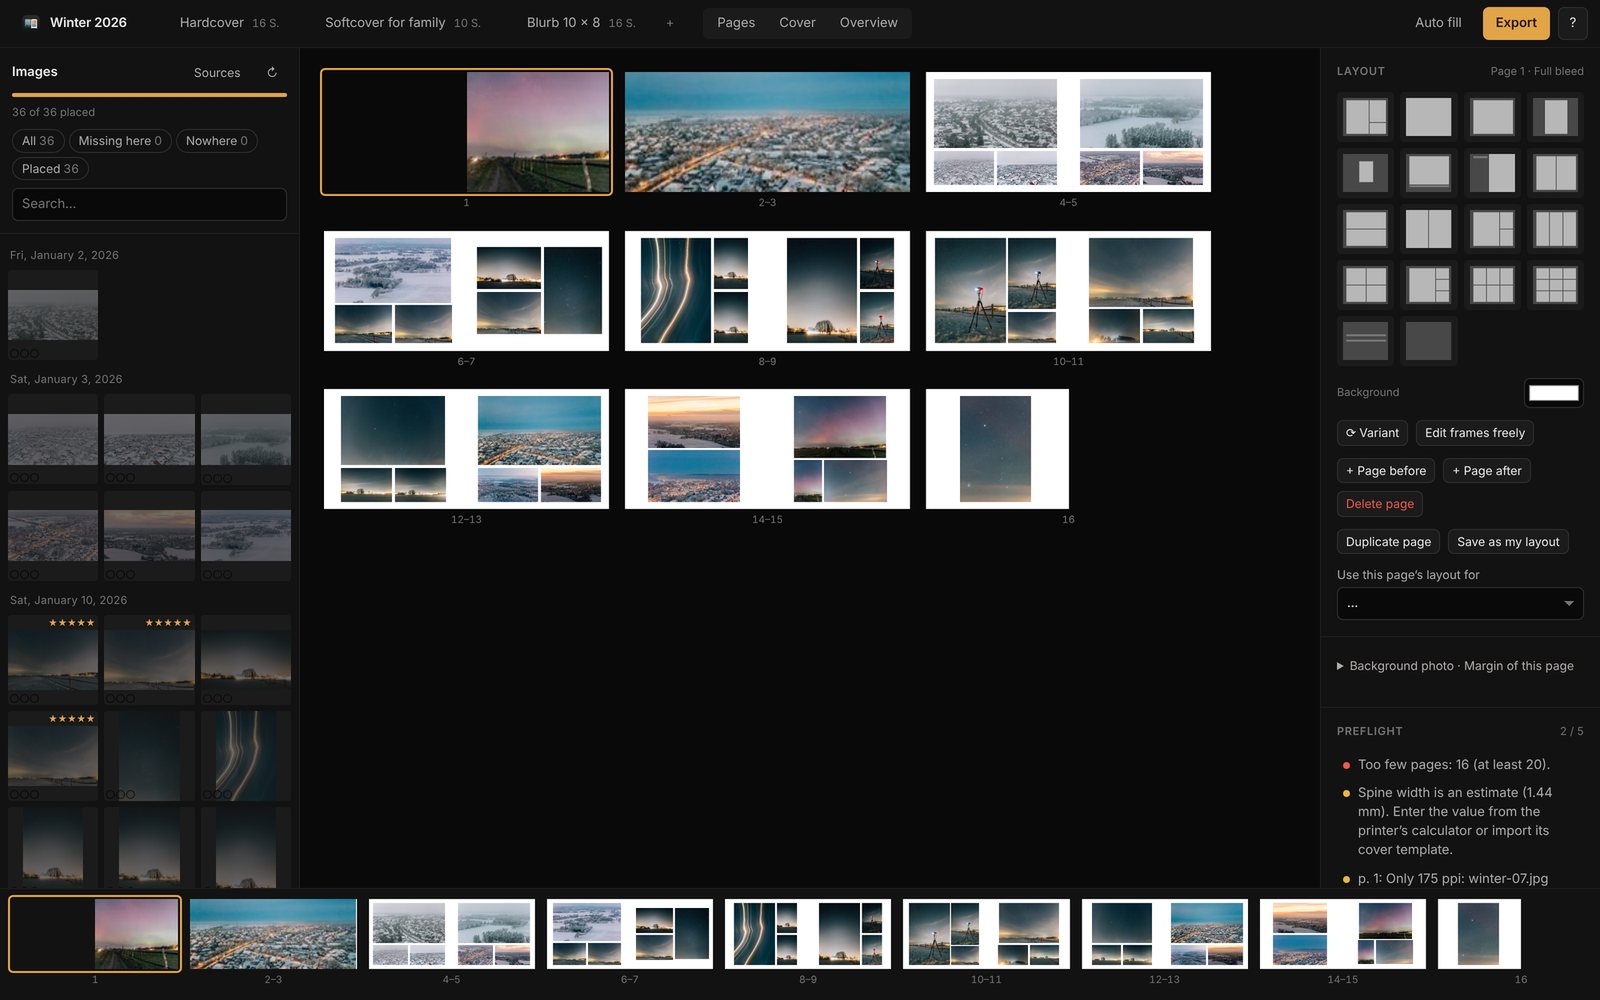 Winter 2026
Hardcover 16 S.
Softcover for family 10 S.
Blurb 10 × 8 16 S.
+
Pages
Cover
Overview
Auto fill
Export
?
Images
Sources
36 of 36 placed
All 36
Missing here 0
Nowhere 0
Placed 36
Search...
Fri, January 2, 2026
Sat, January 3, 2026
Sat, January 10, 2026
1
2–3
4–5
6–7
8–9
10–11
12–13
14–15
16
LAYOUT
Page 1 · Full bleed
Background
⟳ Variant
Edit frames freely
+ Page before
+ Page after
Delete page
Duplicate page
Save as my layout
Use this page's layout for
...
Background photo · Margin of this page
PREFLIGHT
2 / 5
Too few pages: 16 (at least 20).
Spine width is an estimate (1.44
mm). Enter the value from the
printer's calculator or import its
cover template.
p. 1: Only 175 ppi: winter-07.jpg
1
2–3
4–5
6–7
8–9
10–11
12–13
14–15
16